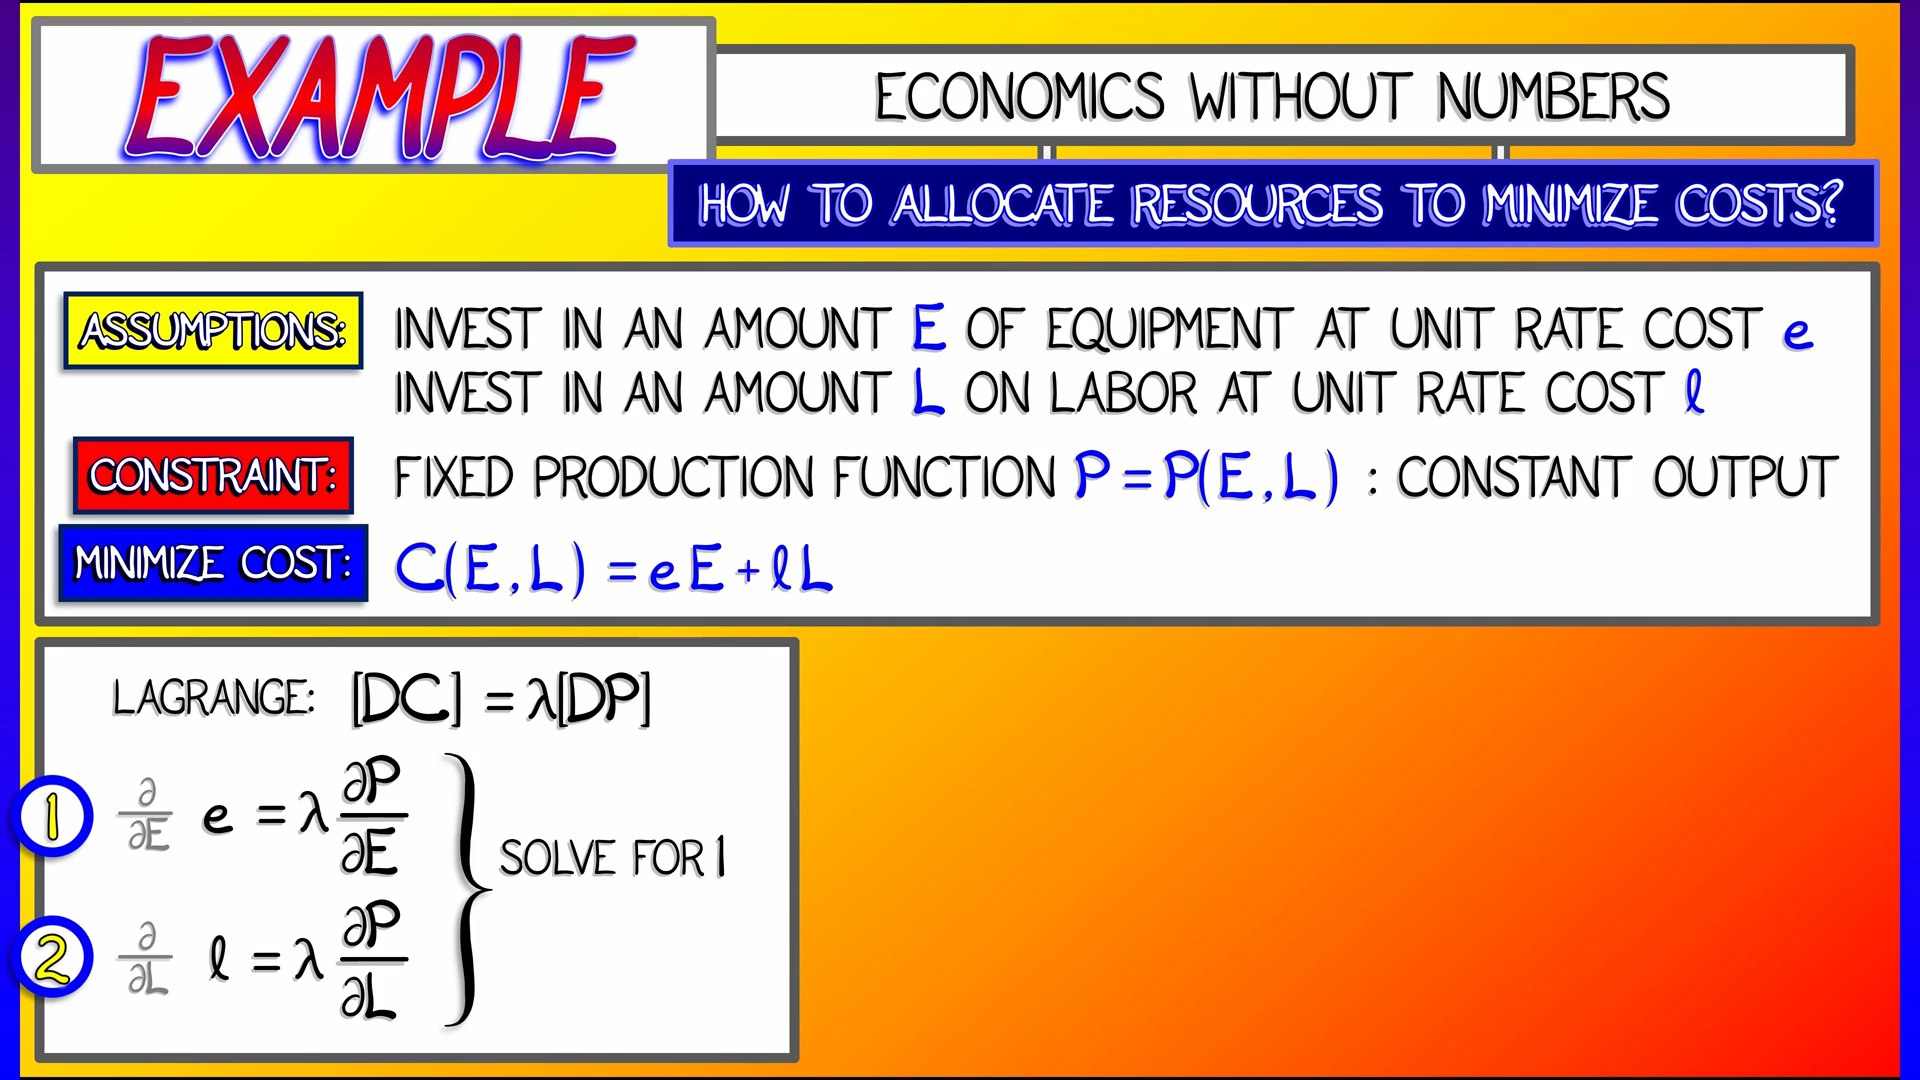 EXAMPLE
ECONOMICS WITHOUT NUMBERS
HOW TO ALLOCATE RESOURCES TO MINIMIZE COSTS?
ASSUMPTIONS: INVEST IN AN AMOUNT E OF EQUIPMENT AT UNIT RATE COST e
INVEST IN AN AMOUNT L ON LABOR AT UNIT RATE COST ℓ
CONSTRAINT: FIXED PRODUCTION FUNCTION P = P(E, L) : CONSTANT OUTPUT
MINIMIZE COST: C(E, L) = eE + ℓL
LAGRANGE: [DC] = λ[DP]
1 ∂/∂E e = λ ∂P/∂E
SOLVE FOR 1
2 ∂/∂L ℓ = λ ∂P/∂L